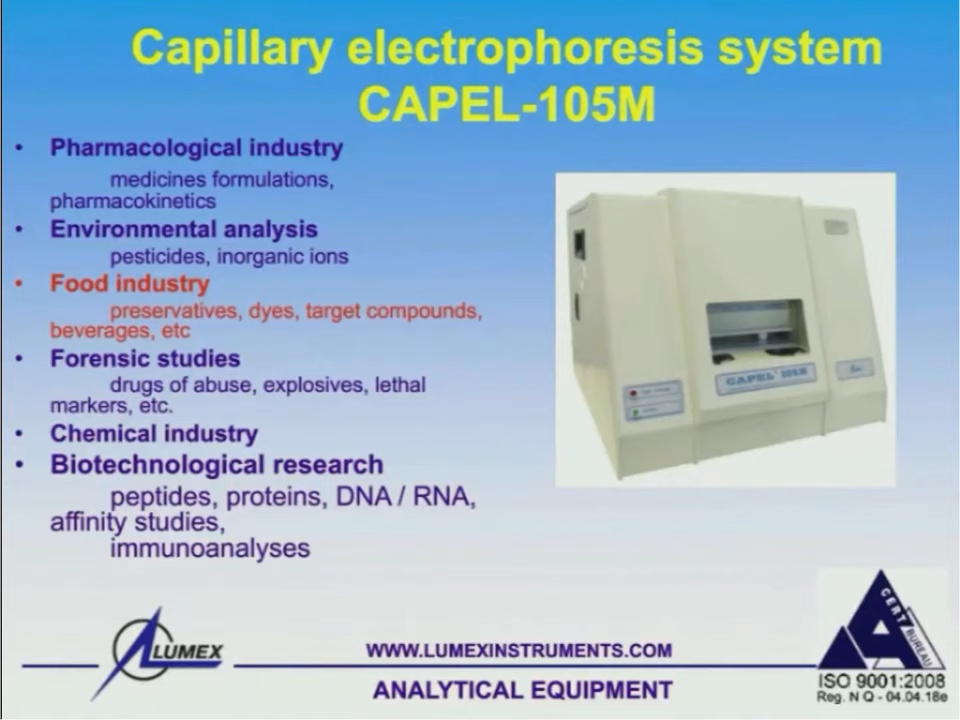 Capillary electrophoresis system
CAPEL-105M
• Pharmacological industry
medicines formulations,
pharmacokinetics
• Environmental analysis
pesticides, inorganic ions
• Food industry
preservatives, dyes, target compounds,
beverages, etc
• Forensic studies
drugs of abuse, explosives, lethal
markers, etc.
• Chemical industry
• Biotechnological research
peptides, proteins, DNA / RNA,
affinity studies,
immunoanalyses
CAPEL 105M
LUMEX
WWW.LUMEXINSTRUMENTS.COM
ANALYTICAL EQUIPMENT
CERT
BUREAU
ISO 9001:2008
Reg. N Q - 04.04.18e